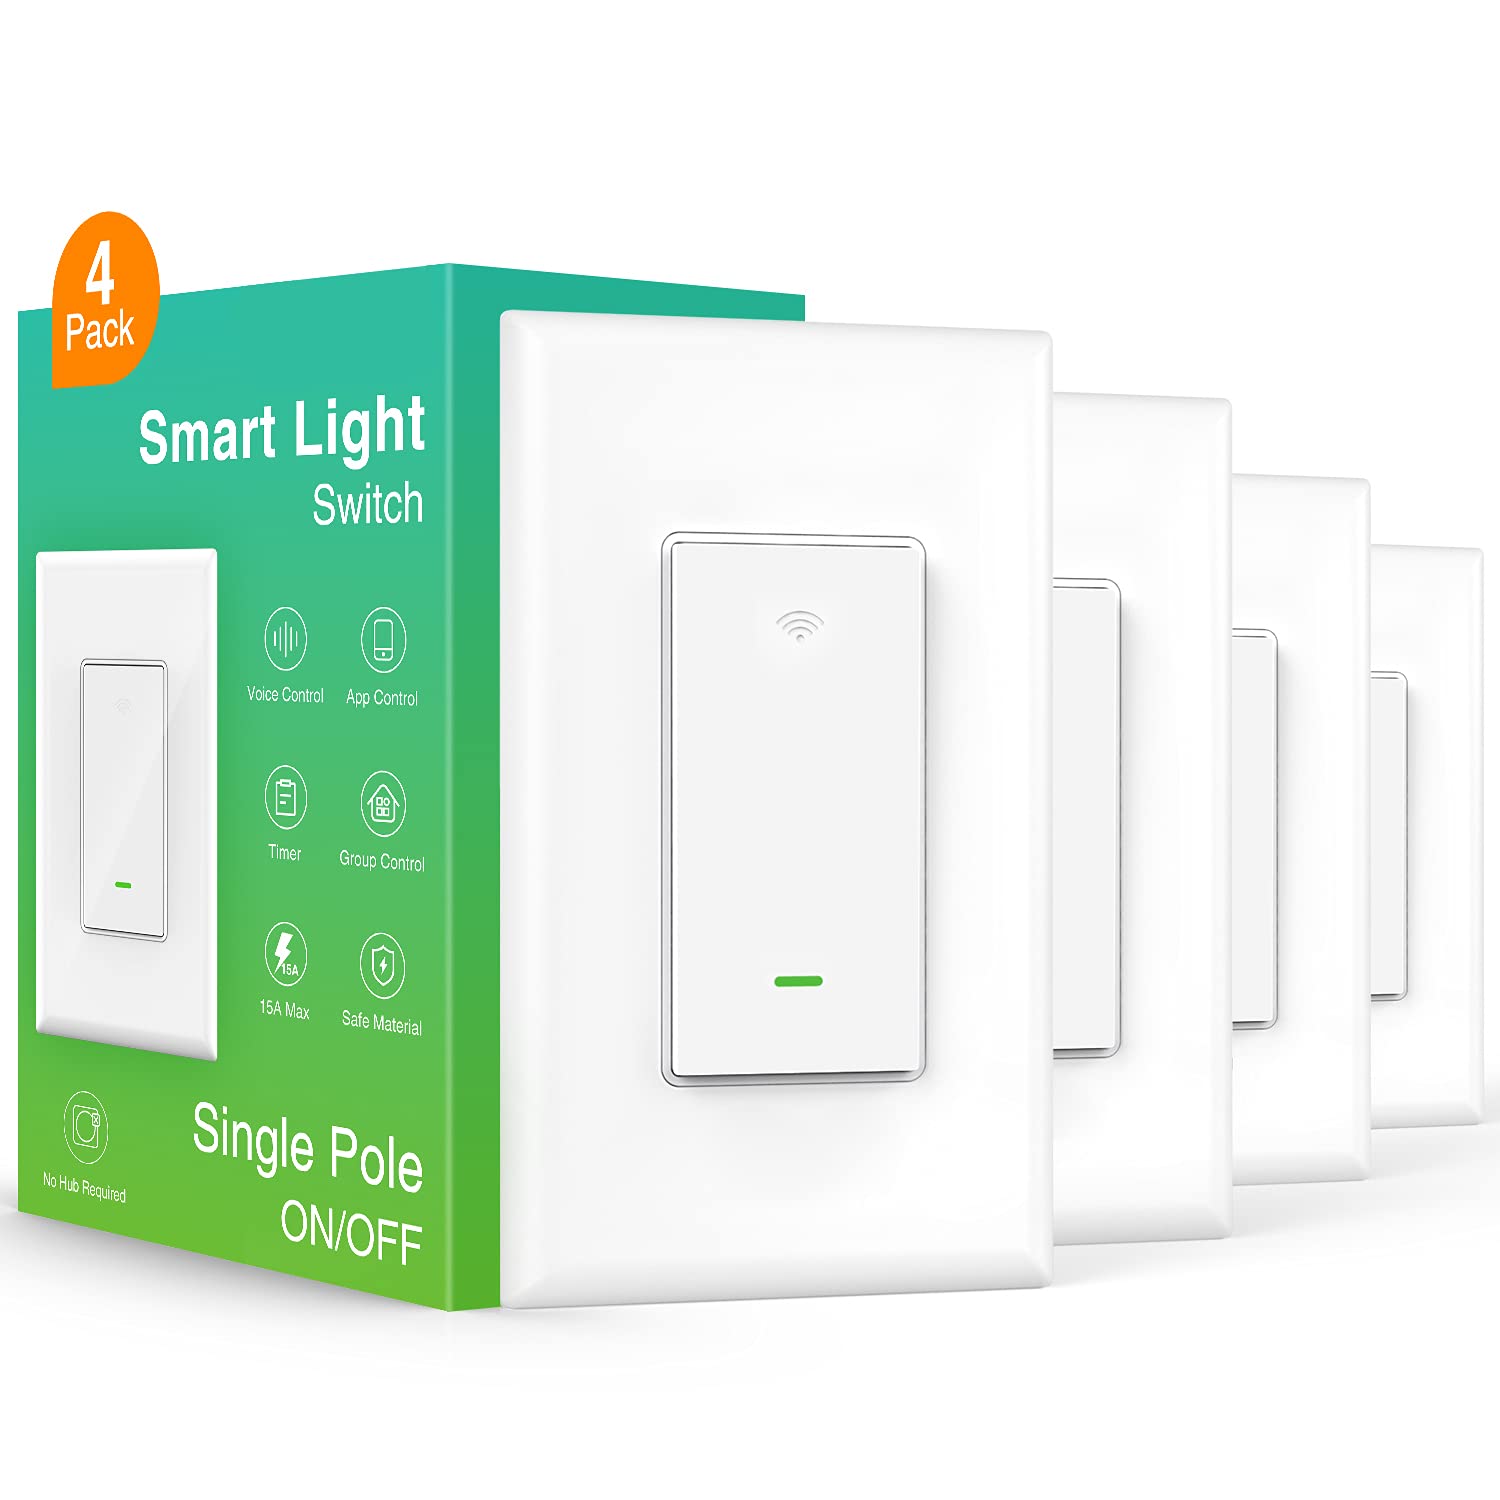 4
Pack
Smart Light
Switch
Voice Control
App Control
Timer
Group Control
15A
15A Max
Safe Material
No Hub Required
Single Pole
ON/OFF